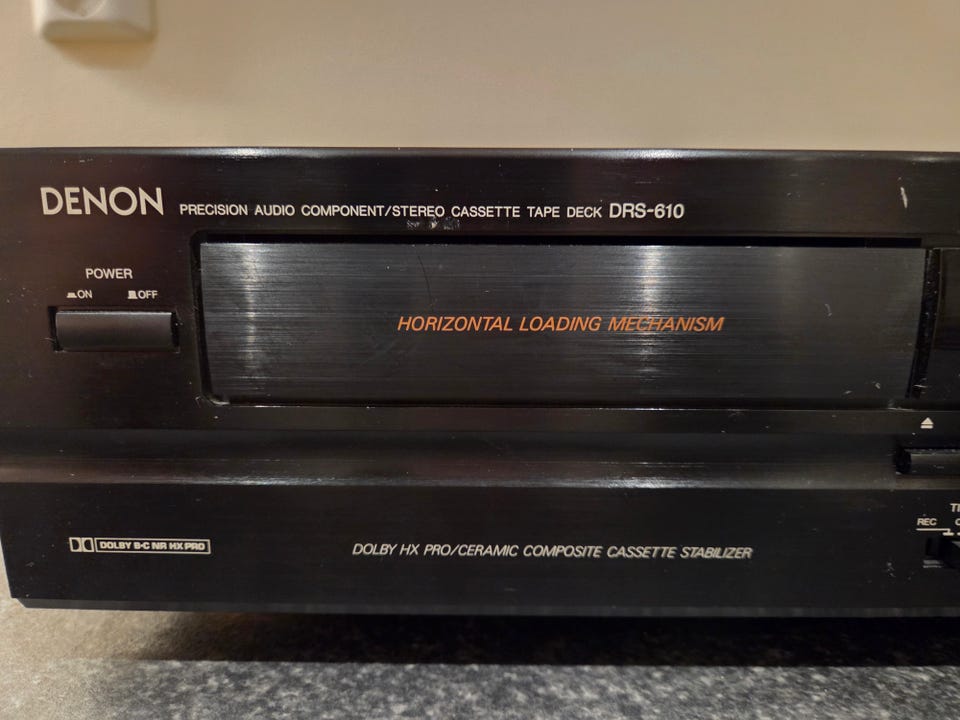 DENON PRECISION AUDIO COMPONENT/STEREO CASSETTE TAPE DECK DRS-610
POWER
ON OFF
HORIZONTAL LOADING MECHANISM
REC
DOLBY B-C NR HX PRO
DOLBY HX PRO/CERAMIC COMPOSITE CASSETTE STABILIZER